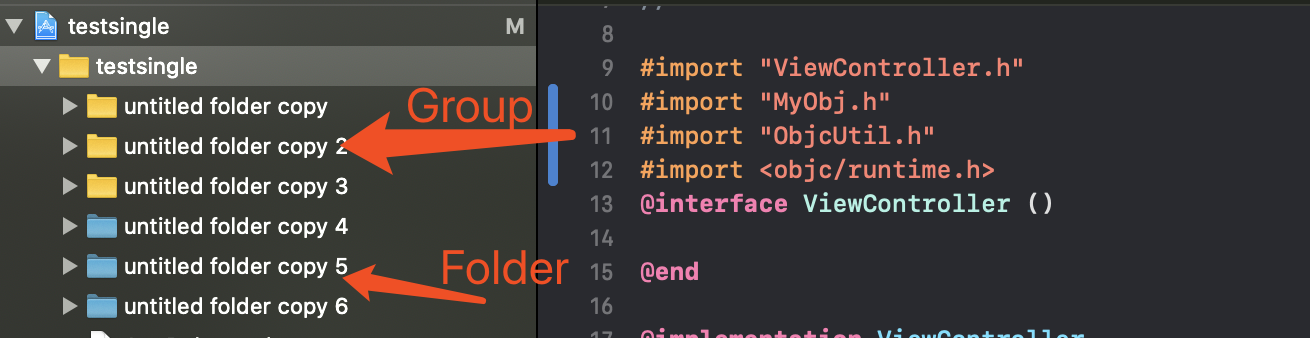 testsingle M
testsingle
untitled folder copy
untitled folder copy 2
untitled folder copy 3
untitled folder copy 4
untitled folder copy 5
untitled folder copy 6
Group
Folder
8
9 #import "ViewController.h"
10 #import "MyObj.h"
11 #import "ObjcUtil.h"
12 #import <objc/runtime.h>
13 @interface ViewController ()
14
15 @end
16
17 @implementation ViewController